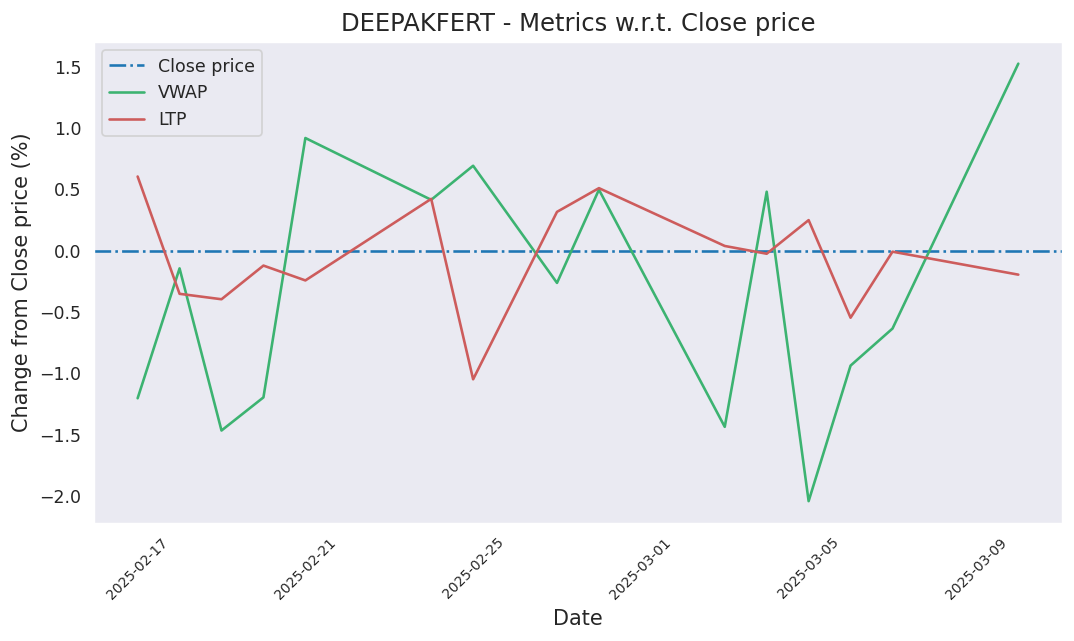 DEEPAKFERT - Metrics w.r.t. Close price
Close price
VWAP
LTP
Change from Close price (%)
1.5
1.0
0.5
0.0
−0.5
−1.0
−1.5
−2.0
2025-02-17
2025-02-21
2025-02-25
2025-03-01
2025-03-05
2025-03-09
Date